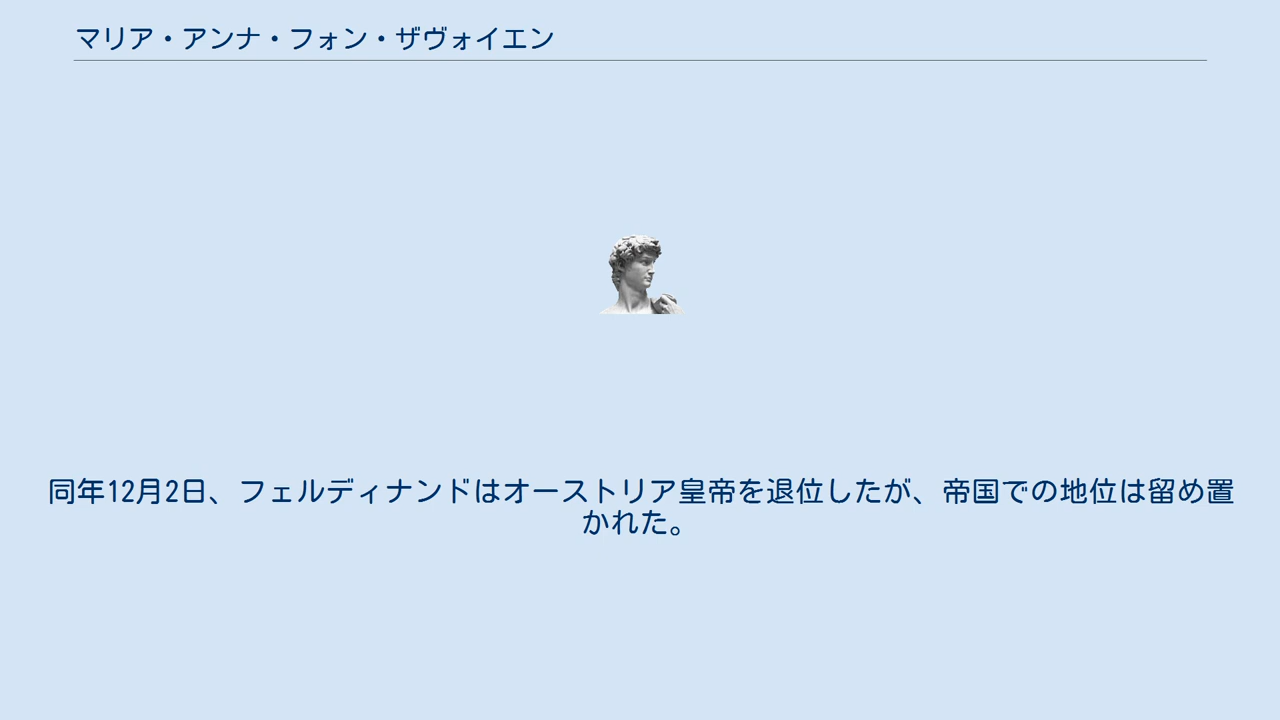 マリア・アンナ・フォン・ザヴォイエン
同年12月2日、フェルディナンドはオーストリア皇帝を退位したが、帝国での地位は留め置
かれた。